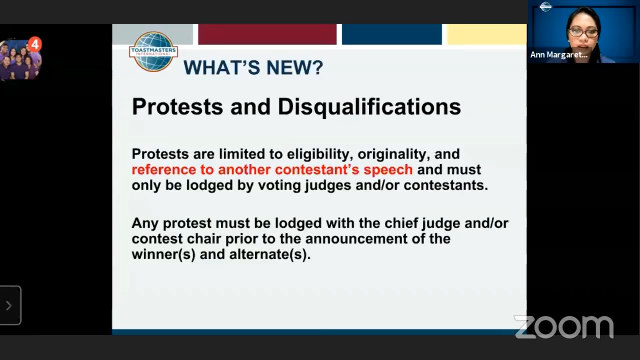 4
TOASTMASTERS
INTERNATIONAL
WHAT'S NEW?
Ann Margaret...
Protests and Disqualifications
Protests are limited to eligibility, originality, and
reference to another contestant's speech and must
only be lodged by voting judges and/or contestants.
Any protest must be lodged with the chief judge and/or
contest chair prior to the announcement of the
winner(s) and alternate(s).
zoom